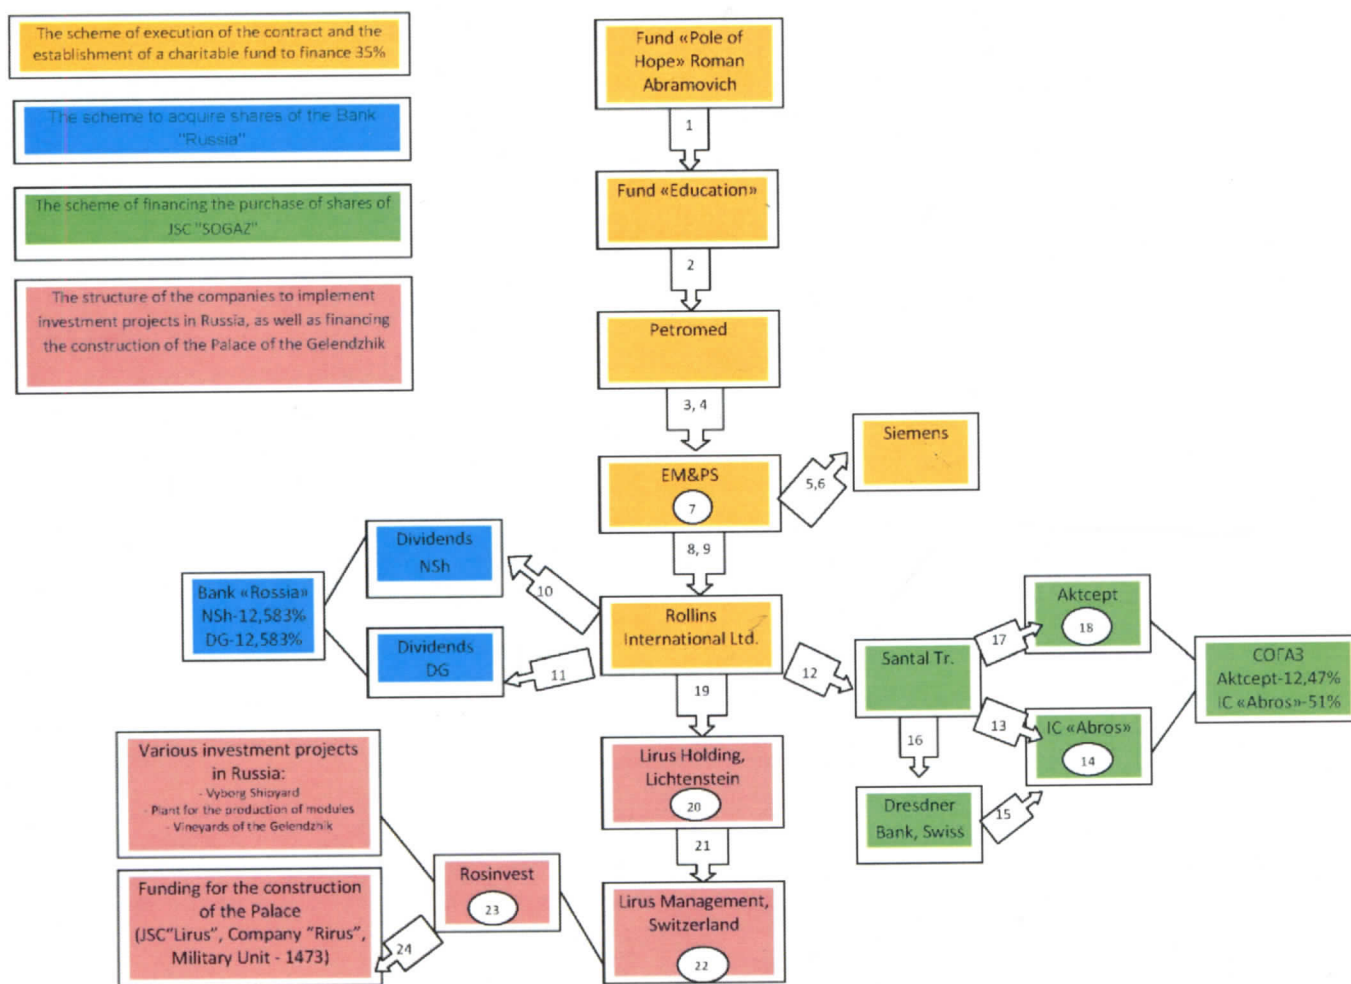 The scheme of execution of the contract and the
establishment of a charitable fund to finance 35%
The scheme to acquire shares of the Bank
"Russia"
The scheme of financing the purchase of shares of
JSC "SOGAZ"
The structure of the companies to implement
investment projects in Russia, as well as financing
the construction of the Palace of the Gelendzhik
Fund «Pole of
Hope» Roman
Abramovich
1
Fund «Education»
2
Petromed
3, 4
EM&PS
7
5,6
Siemens
8, 9
Rollins
International Ltd.
10
Dividends
NSh
11
Dividends
DG
Bank «Rossia»
NSh-12,583%
DG-12,583%
12
Santal Tr.
17
Aktcept
18
13
IC «Abros»
14
СОГАЗ
Aktcept-12,47%
IC «Abros»-51%
16
Dresdner
Bank, Swiss
15
19
Lirus Holding,
Lichtenstein
20
21
Lirus Management,
Switzerland
22
Rosinvest
23
Various investment projects
in Russia:
- Vyborg Shipyard
- Plant for the production of modules
- Vineyards of the Gelendzhik
24
Funding for the construction
of the Palace
(JSC"Lirus", Company "Rirus",
Military Unit - 1473)